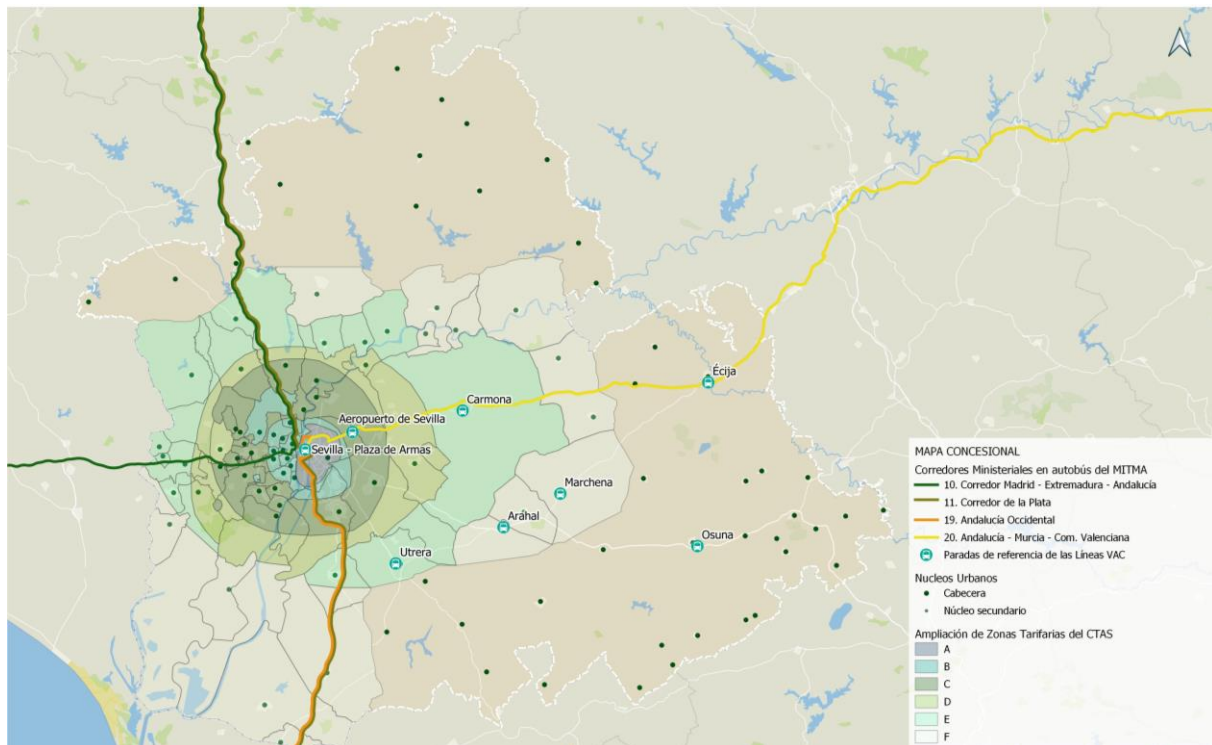 Écija
Carmona
Aeropuerto de Sevilla
Sevilla - Plaza de Armas
Marchena
Arahal
Osuna
Utrera
MAPA CONCESIONAL
Corredores Ministeriales en autobús del MITMA
10. Corredor Madrid - Extremadura - Andalucía
11. Corredor de la Plata
19. Andalucía Occidental
20. Andalucía - Murcia - Com. Valenciana
Paradas de referencia de las Líneas VAC
Nucleos Urbanos
Cabecera
Núcleo secundario
Ampliación de Zonas Tarifarias del CTAS
A
B
C
D
E
F